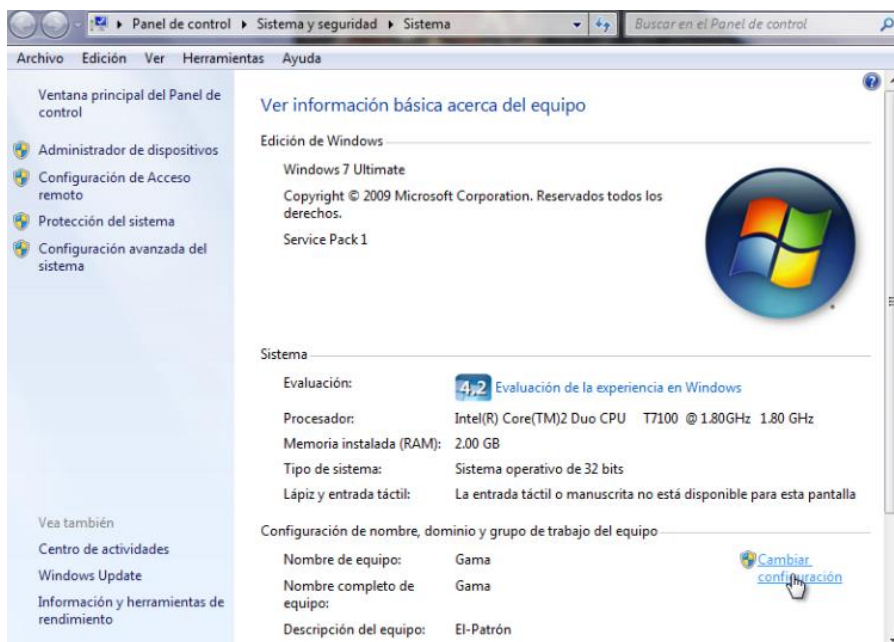 Panel de control ▸ Sistema y seguridad ▸ Sistema
Buscar en el Panel de control
Archivo Edición Ver Herramientas Ayuda
Ventana principal del Panel de
control
Administrador de dispositivos
Configuración de Acceso
remoto
Protección del sistema
Configuración avanzada del
sistema
Vea también
Centro de actividades
Windows Update
Información y herramientas de
rendimiento
Ver información básica acerca del equipo
Edición de Windows
Windows 7 Ultimate
Copyright © 2009 Microsoft Corporation. Reservados todos los
derechos.
Service Pack 1
Sistema
Evaluación: 4,2 Evaluación de la experiencia en Windows
Procesador: Intel(R) Core(TM)2 Duo CPU T7100 @ 1.80GHz 1.80 GHz
Memoria instalada (RAM): 2.00 GB
Tipo de sistema: Sistema operativo de 32 bits
Lápiz y entrada táctil: La entrada táctil o manuscrita no está disponible para esta pantalla
Configuración de nombre, dominio y grupo de trabajo del equipo
Nombre de equipo: Gama
Cambiar
configuración
Nombre completo de
equipo: Gama
Descripción del equipo: El-Patrón